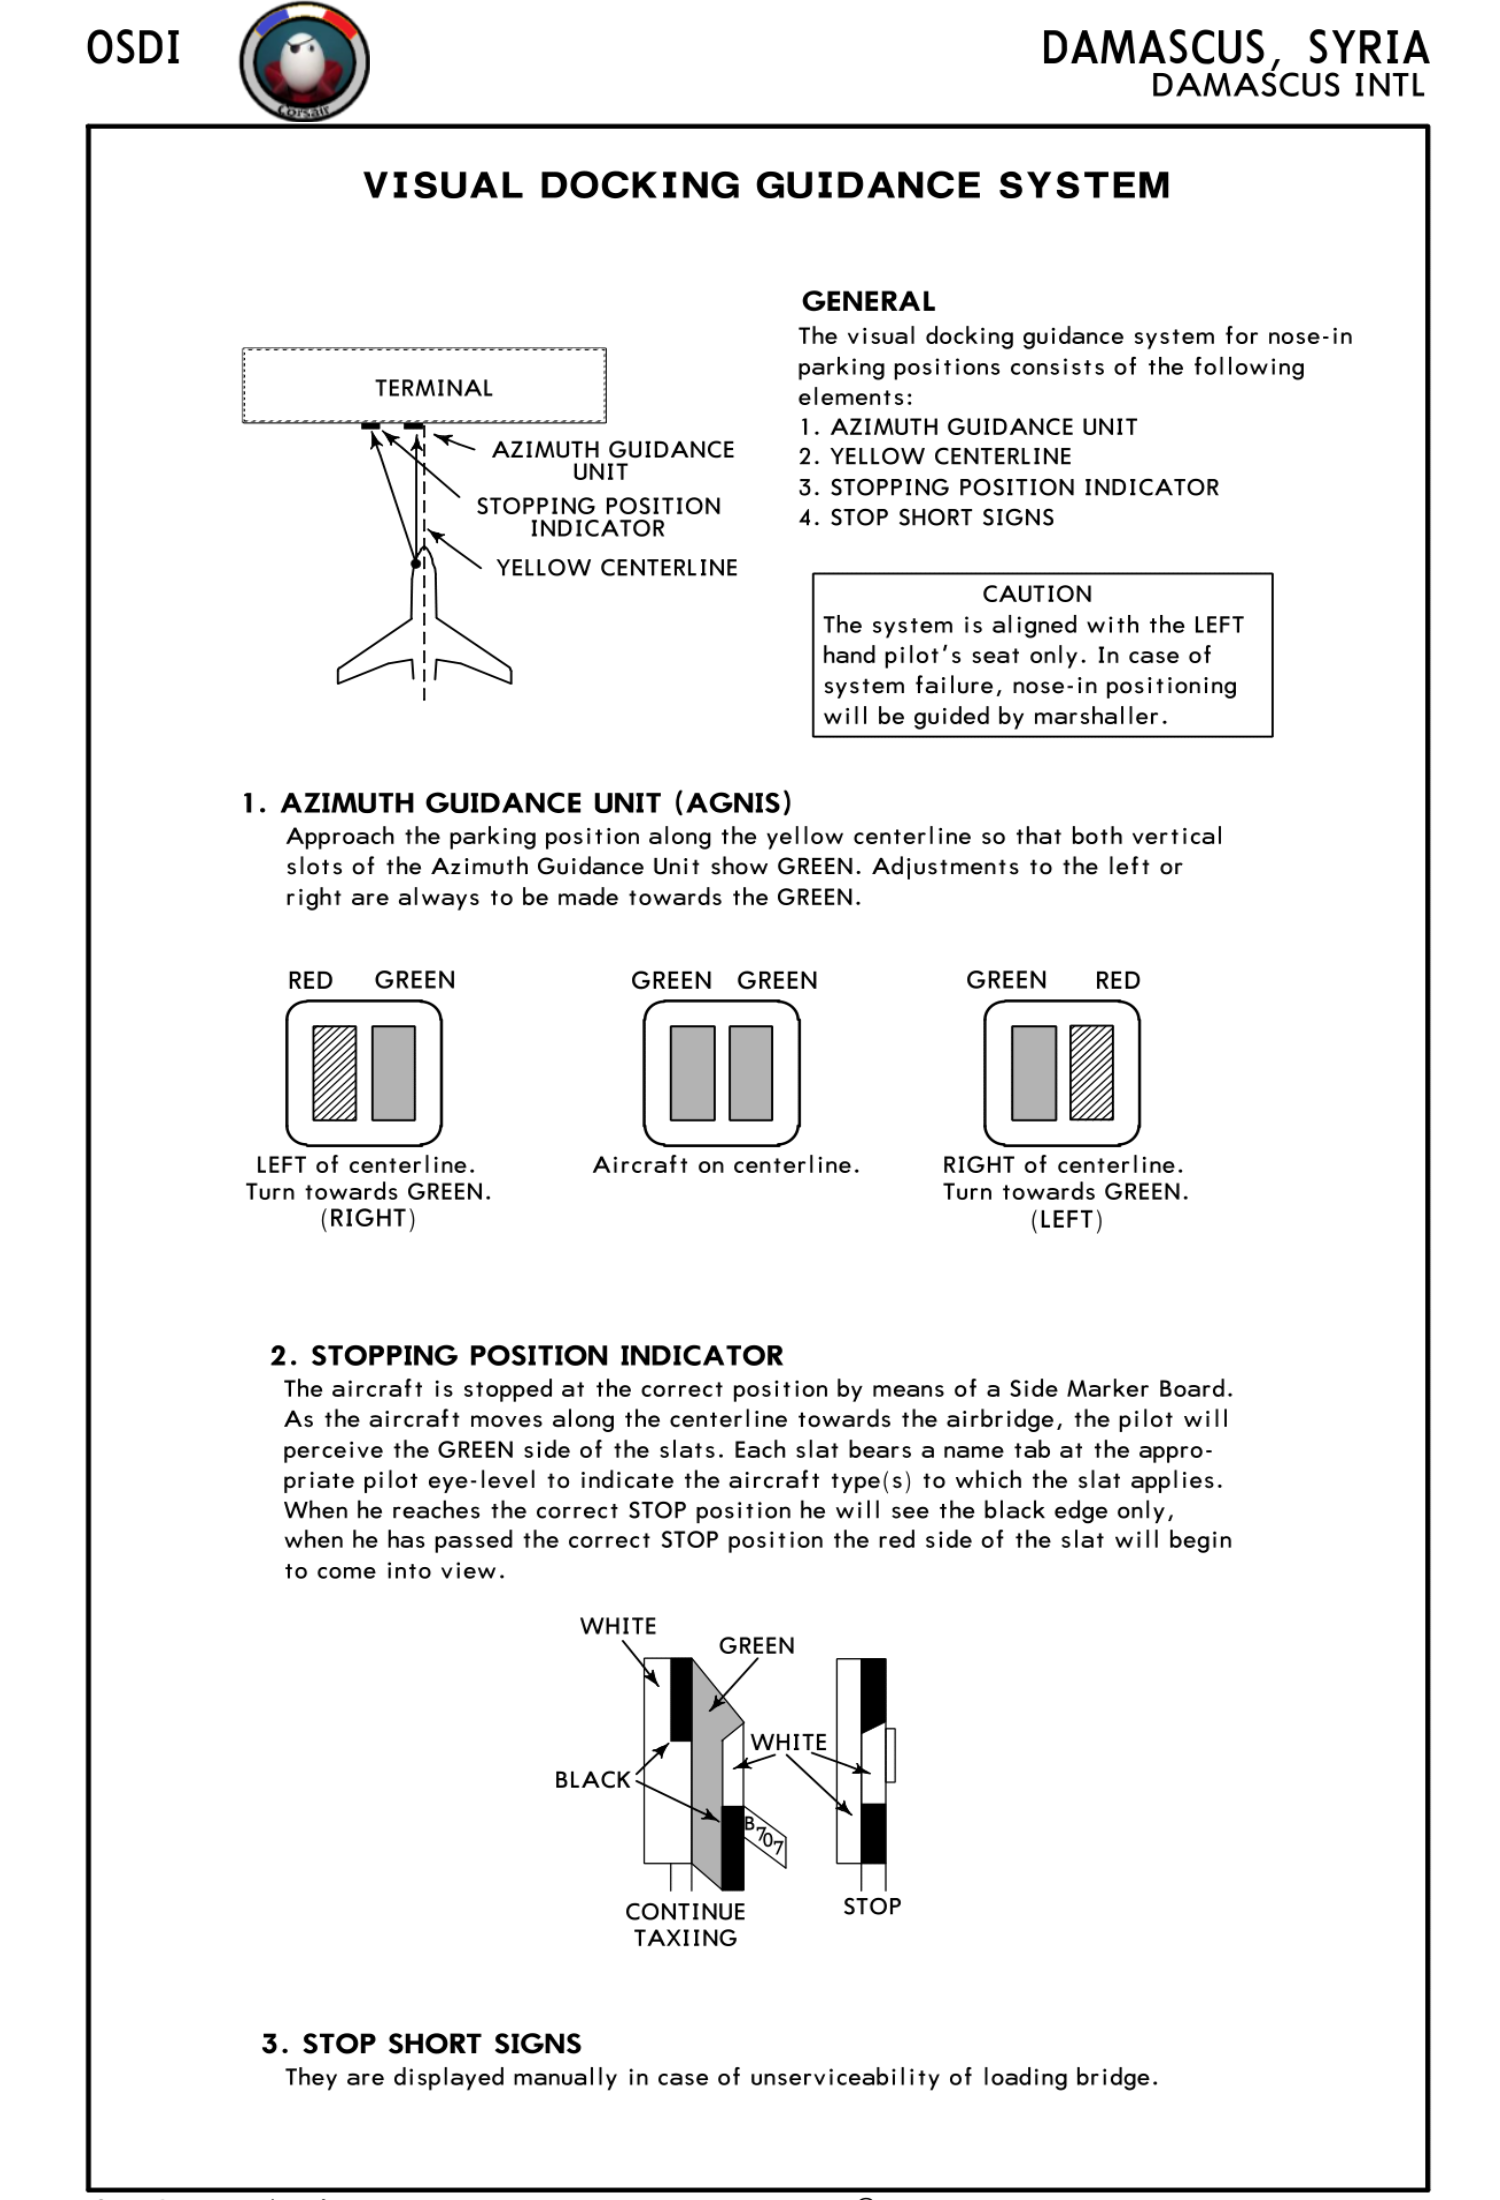 OSDI
Corsair
DAMASCUS, SYRIA
DAMASCUS INTL
VISUAL DOCKING GUIDANCE SYSTEM
TERMINAL
AZIMUTH GUIDANCE
UNIT
STOPPING POSITION
INDICATOR
YELLOW CENTERLINE
GENERAL
The visual docking guidance system for nose-in
parking positions consists of the following
elements:
1. AZIMUTH GUIDANCE UNIT
2. YELLOW CENTERLINE
3. STOPPING POSITION INDICATOR
4. STOP SHORT SIGNS
CAUTION
The system is aligned with the LEFT
hand pilot's seat only. In case of
system failure, nose-in positioning
will be guided by marshaller.
1. AZIMUTH GUIDANCE UNIT (AGNIS)
Approach the parking position along the yellow centerline so that both vertical
slots of the Azimuth Guidance Unit show GREEN. Adjustments to the left or
right are always to be made towards the GREEN.
RED GREEN
LEFT of centerline.
Turn towards GREEN.
(RIGHT)
GREEN GREEN
Aircraft on centerline.
GREEN RED
RIGHT of centerline.
Turn towards GREEN.
(LEFT)
2. STOPPING POSITION INDICATOR
The aircraft is stopped at the correct position by means of a Side Marker Board.
As the aircraft moves along the centerline towards the airbridge, the pilot will
perceive the GREEN side of the slats. Each slat bears a name tab at the appro-
priate pilot eye-level to indicate the aircraft type(s) to which the slat applies.
When he reaches the correct STOP position he will see the black edge only,
when he has passed the correct STOP position the red side of the slat will begin
to come into view.
WHITE
GREEN
WHITE
BLACK
B707
CONTINUE
TAXIING
STOP
3. STOP SHORT SIGNS
They are displayed manually in case of unserviceability of loading bridge.